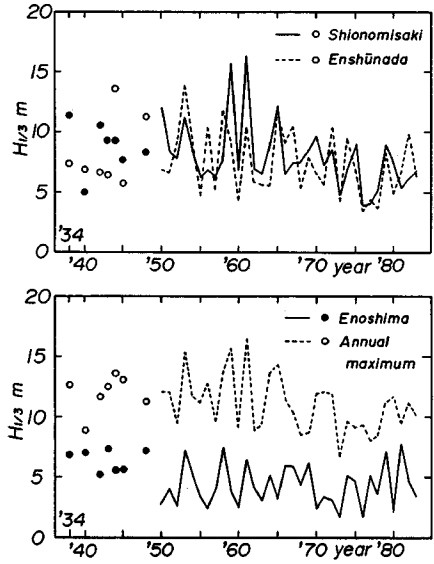 20
15
10
5
0
H1/3 m
— ○ Shionomisaki
---- ○ Enshūnada
'34
'40 '50 '60 '70 year '80
20
15
10
5
0
H1/3 m
— ● Enoshima
---- ○ Annual
maximum
'34
'40 '50 '60 '70 year '80